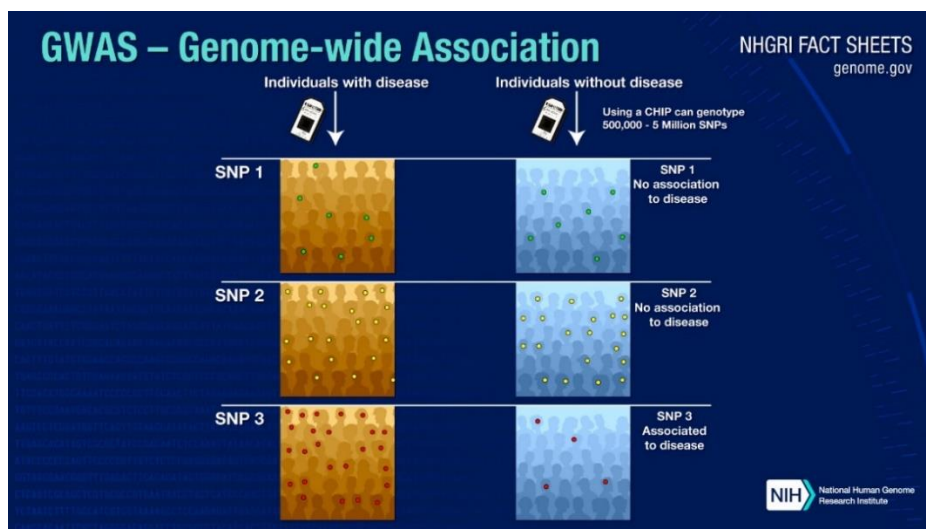 GWAS – Genome-wide Association
NHGRI FACT SHEETS
genome.gov
Individuals with disease
Individuals without disease
Using a CHIP can genotype
500,000 - 5 Million SNPs
SNP 1
SNP 1
No association
to disease
SNP 2
SNP 2
No association
to disease
SNP 3
SNP 3
Associated
to disease
NIH
National Human Genome
Research Institute